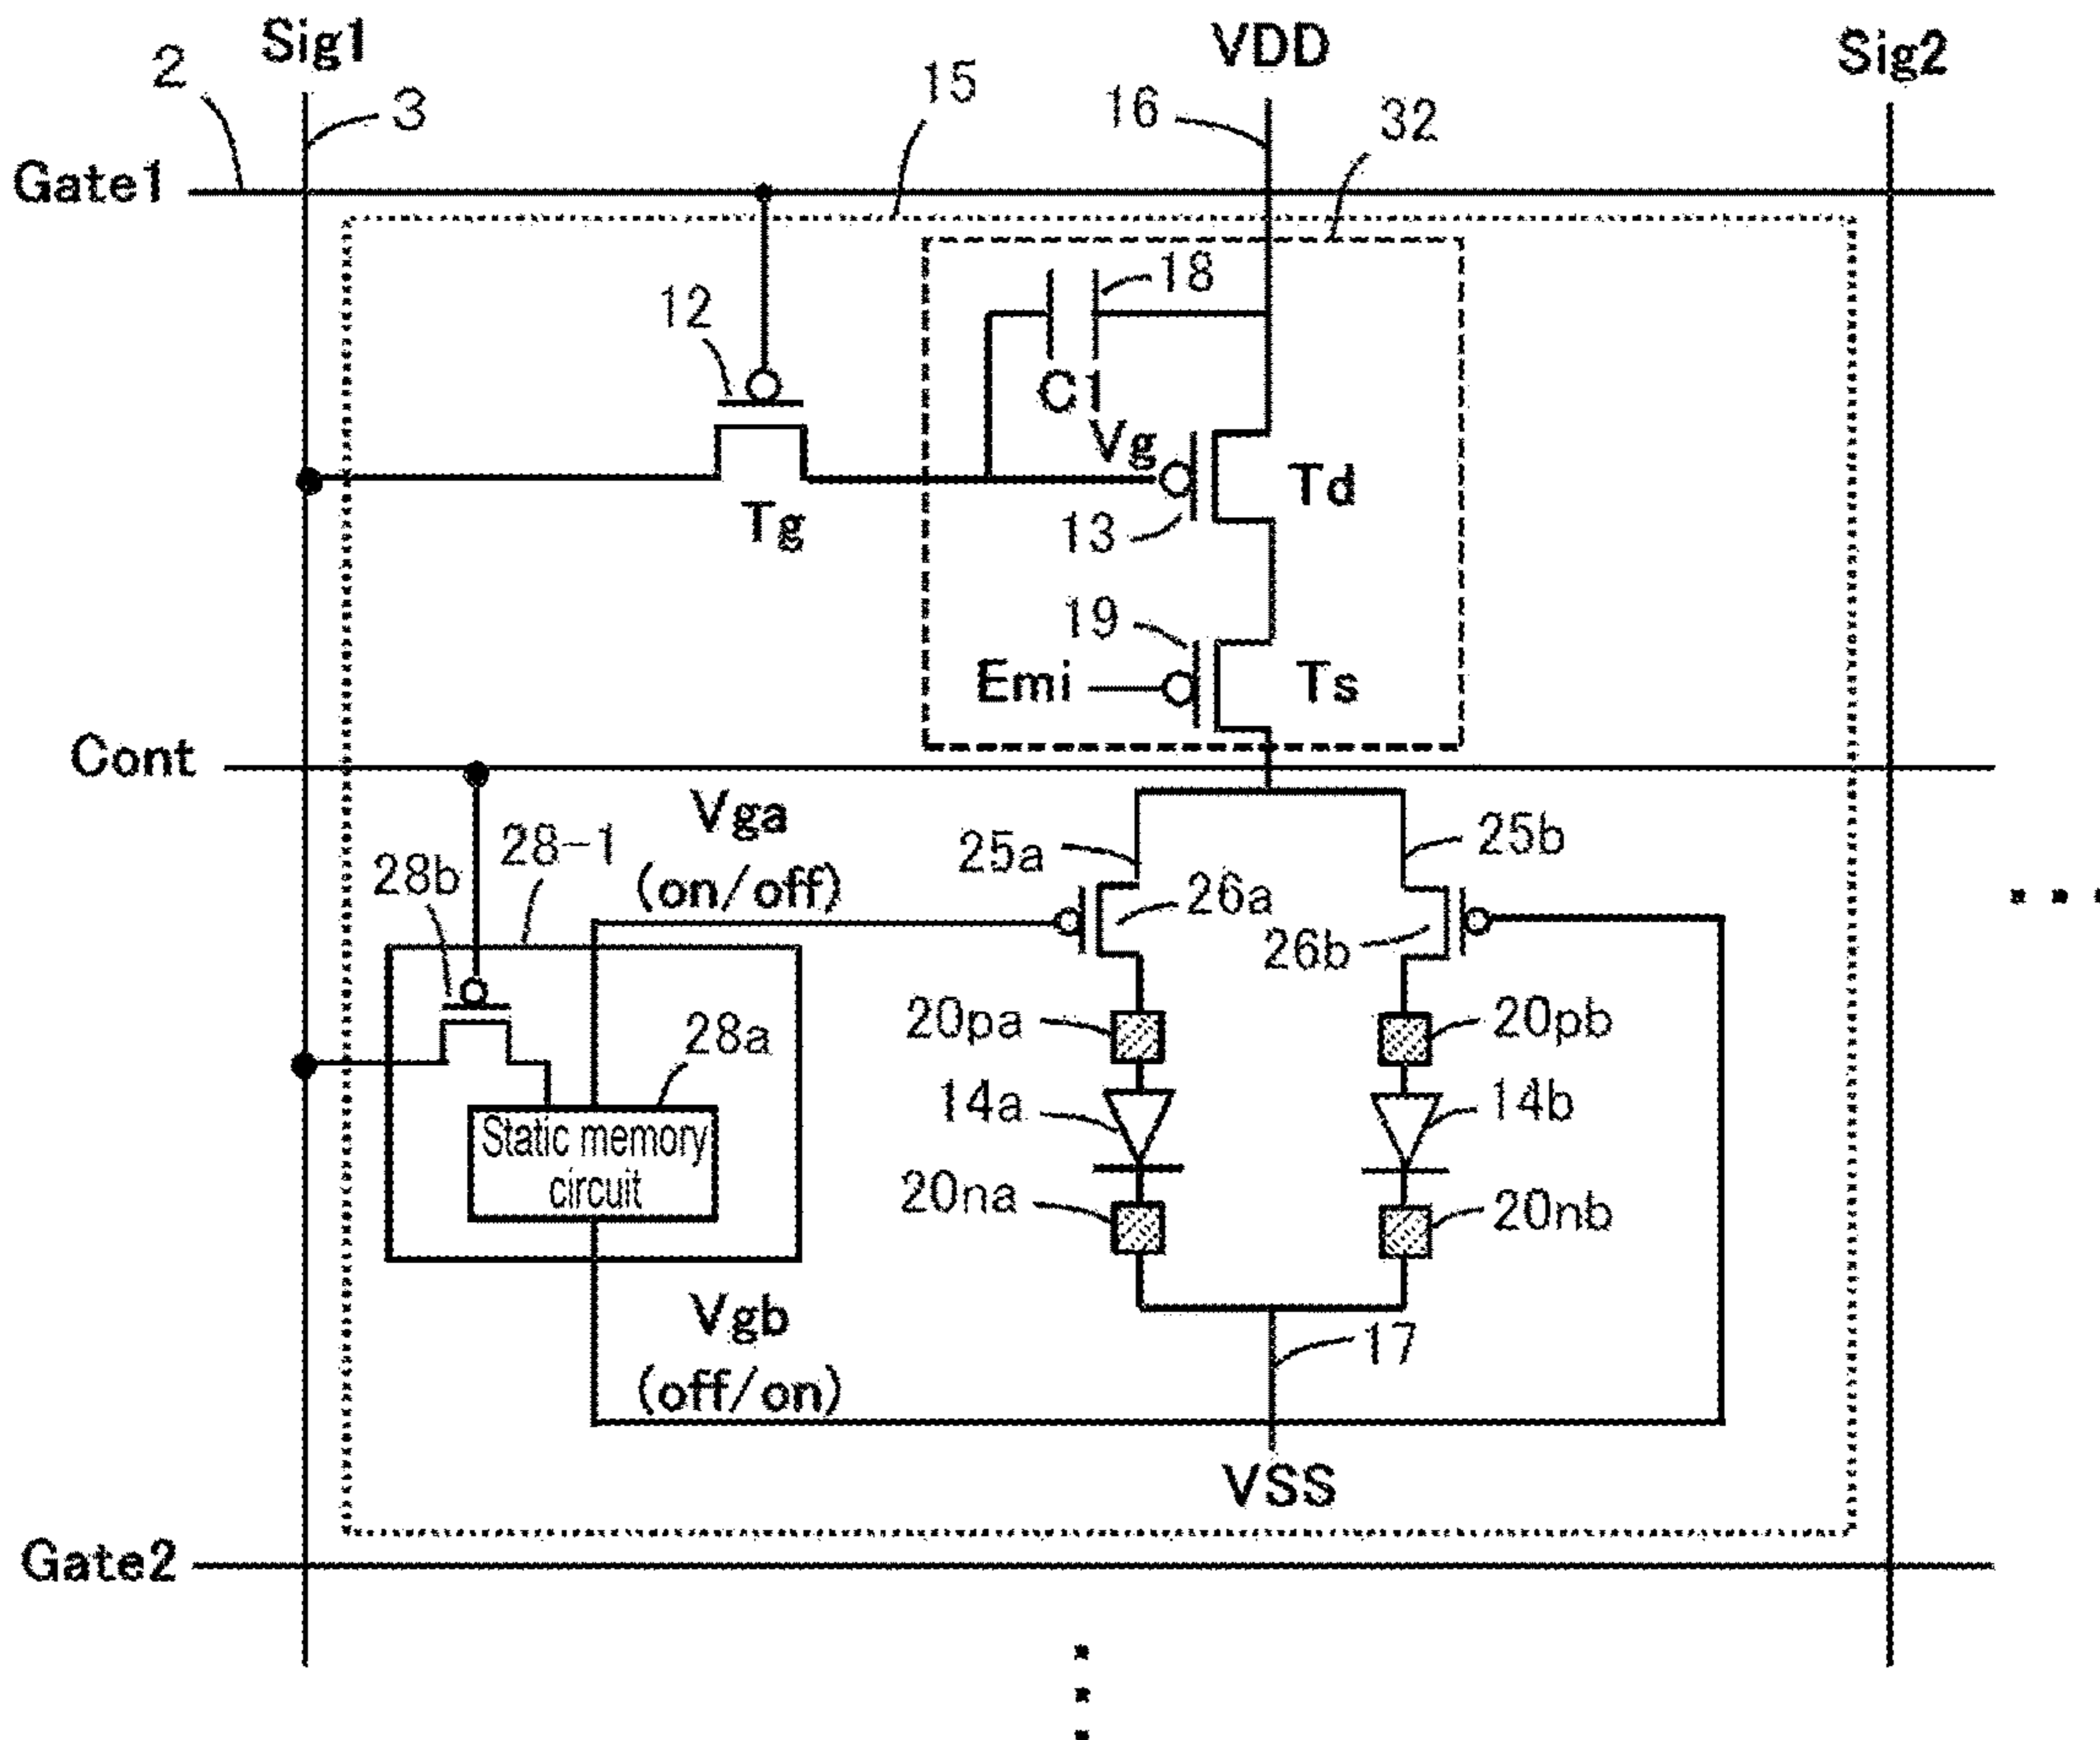 Sig1
VDD
Sig2
2
3
15
16
32
Gate1
18
12
C1
Vg
Td
13
Tg
19
Emi
Ts
Cont
Vga
(on/off)
28-1
28b
25a
25b
26a
26b
28a
20pa
20pb
Static memory
circuit
14a
14b
20na
20nb
Vgb
(off/on)
17
VSS
Gate2